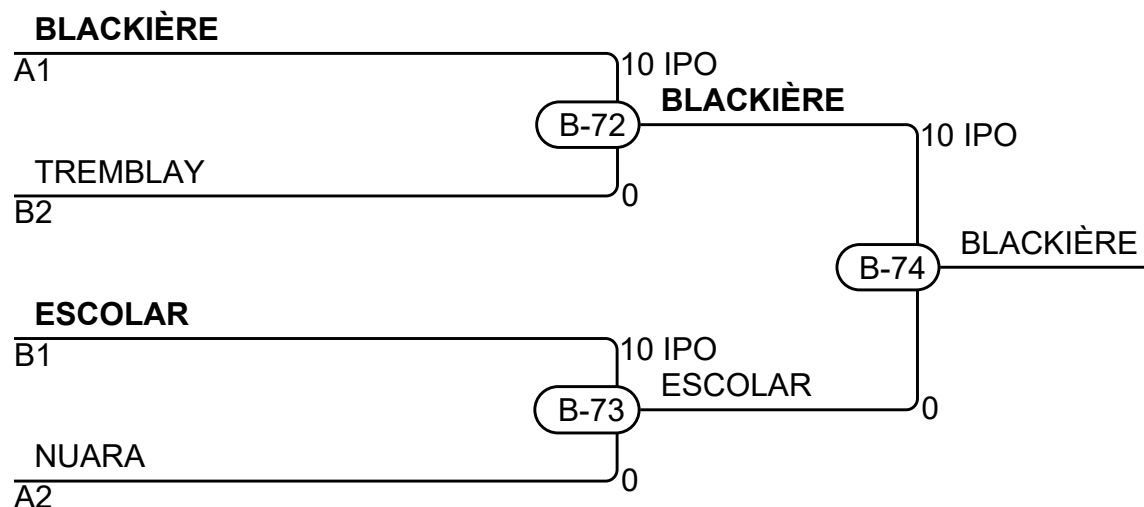 BLACKIÈRE
A1
10 IPO
BLACKIÈRE
B-72
10 IPO
TREMBLAY
B2
0
BLACKIÈRE
B-74
ESCOLAR
B1
10 IPO
ESCOLAR
B-73
0
NUARA
A2
0